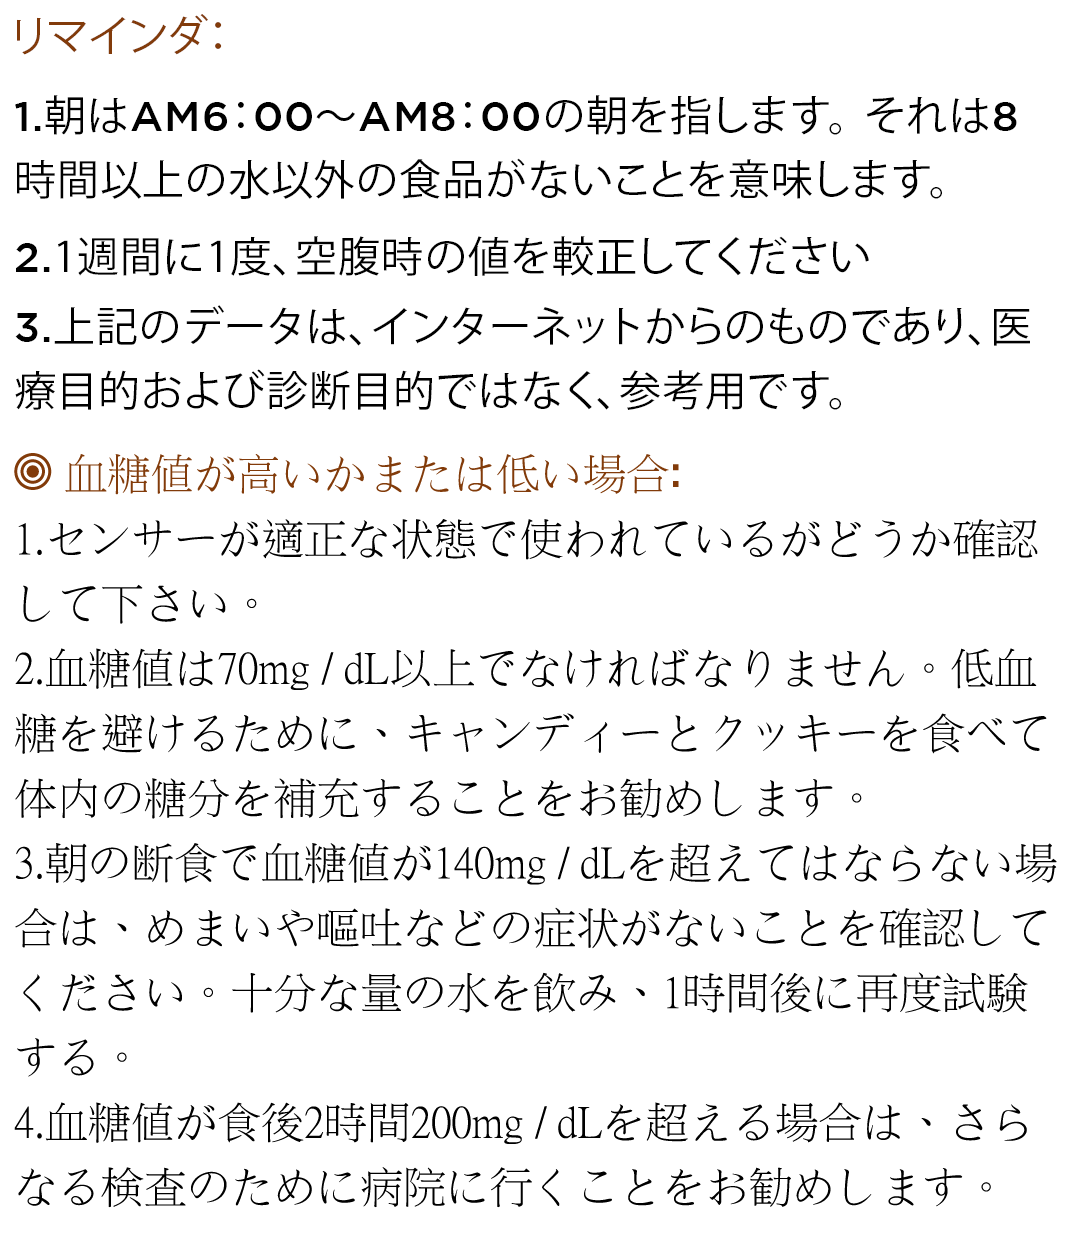 リマインダ：
1.朝はAM6：00～AM8：00の朝を指します。それは8
時間以上の水以外の食品がないことを意味します。
2.1週間に1度、空腹時の値を較正してください
3.上記のデータは、インターネットからのものであり、医
療目的および診断目的ではなく、参考用です。
◎ 血糖値が高いかまたは低い場合:
1.センサーが適正な状態で使われているがどうか確認
して下さい。
2.血糖値は70mg / dL以上でなければなりません。低血
糖を避けるために、キャンディーとクッキーを食べて
体内の糖分を補充することをお勧めします。
3.朝の断食で血糖値が140mg / dLを超えてはならない場
合は、めまいや嘔吐などの症状がないことを確認して
ください。十分な量の水を飲み、1時間後に再度試験
する。
4.血糖値が食後2時間200mg / dLを超える場合は、さら
なる検査のために病院に行くことをお勧めします。